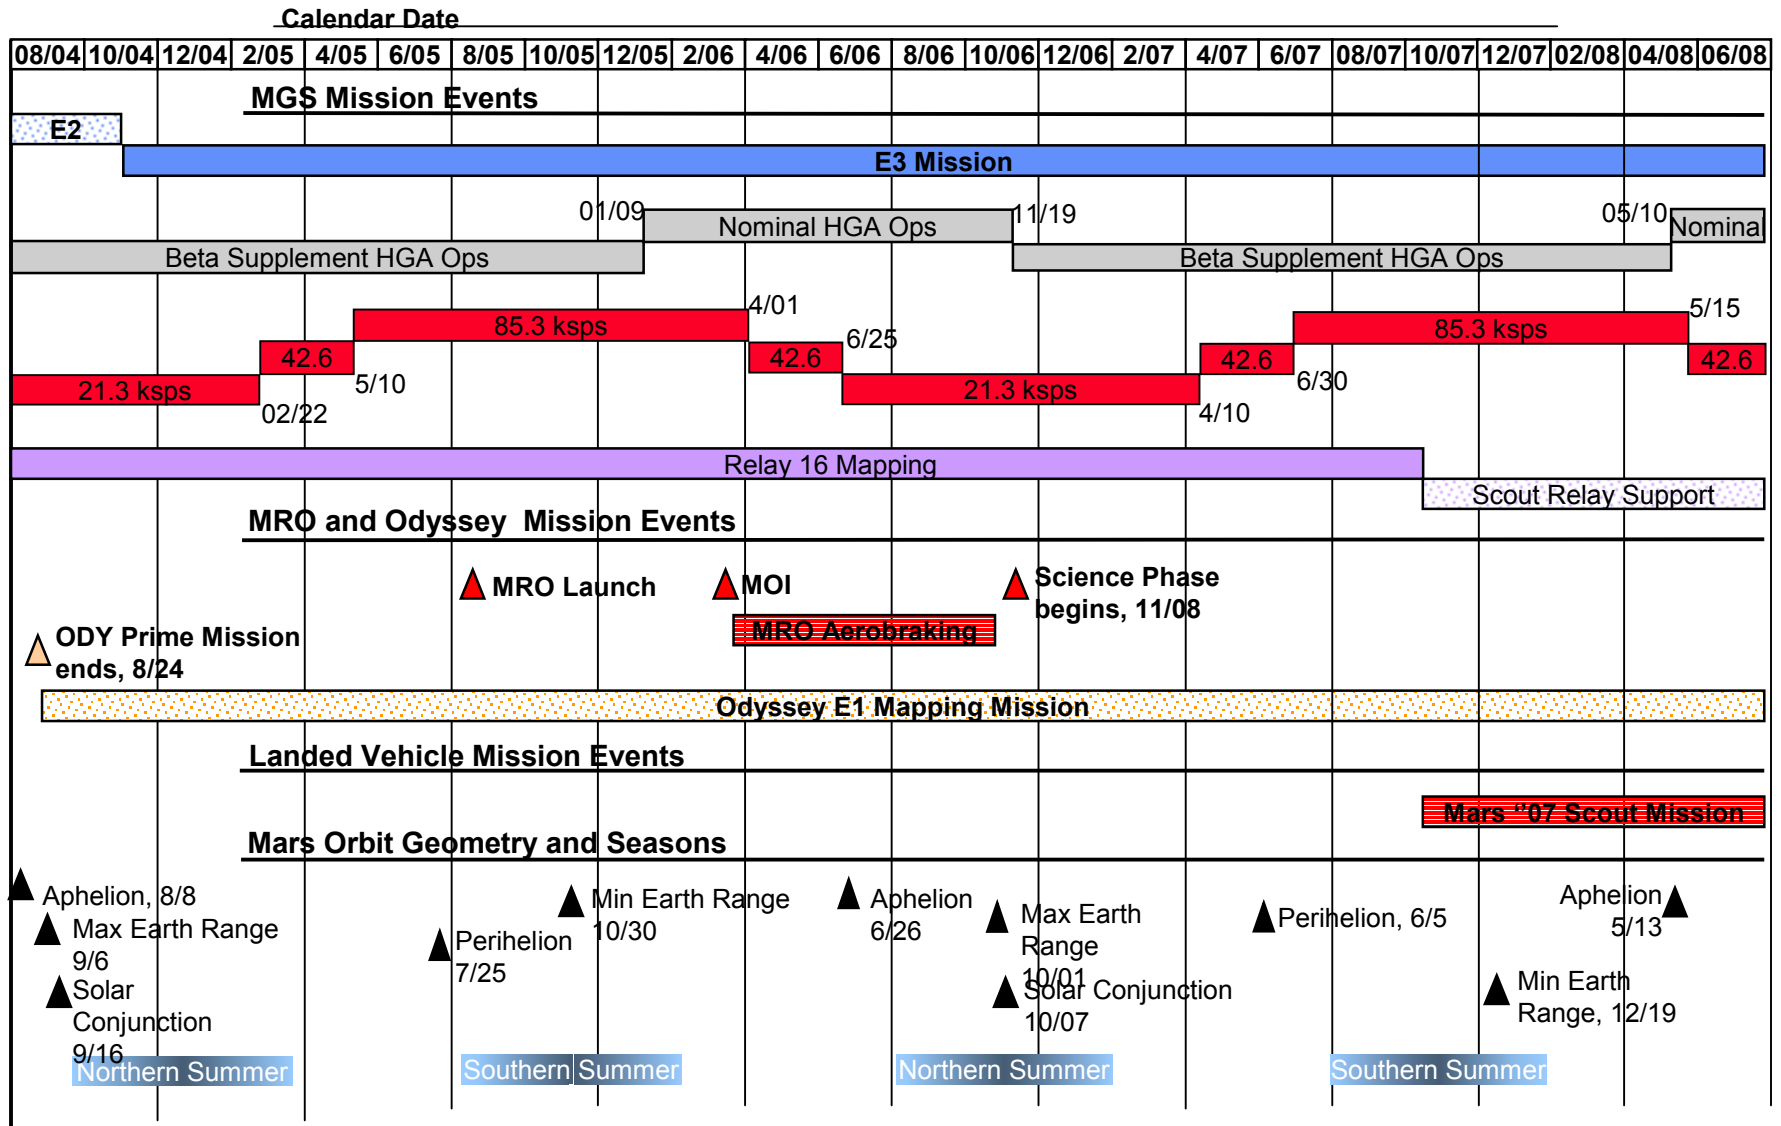 Calendar Date
08/04 10/04 12/04 2/05 4/05 6/05 8/05 10/05 12/05 2/06 4/06 6/06 8/06 10/06 12/06 2/07 4/07 6/07 08/07 10/07 12/07 02/08 04/08 06/08
MGS Mission Events
E2
E3 Mission
01/09
Nominal HGA Ops
11/19
05/10
Nominal
Beta Supplement HGA Ops
Beta Supplement HGA Ops
4/01
5/15
85.3 ksps
85.3 ksps
42.6
42.6
6/25
42.6
42.6
21.3 ksps
5/10
21.3 ksps
6/30
02/22
4/10
Relay 16 Mapping
Scout Relay Support
MRO and Odyssey  Mission Events
MRO Launch
MOI
Science Phase
begins, 11/08
MRO Aerobraking
ODY Prime Mission
ends, 8/24
Odyssey E1 Mapping Mission
Landed Vehicle Mission Events
Mars ‘’07 Scout Mission
Mars Orbit Geometry and Seasons
Aphelion, 8/8
Max Earth Range
9/6
Solar
Conjunction
9/16
Perihelion
7/25
Min Earth Range
10/30
Aphelion
6/26
Max Earth
Range
10/01
Solar Conjunction
10/07
Perihelion, 6/5
Aphelion
5/13
Min Earth
Range, 12/19
Northern Summer
Southern Summer
Northern Summer
Southern Summer